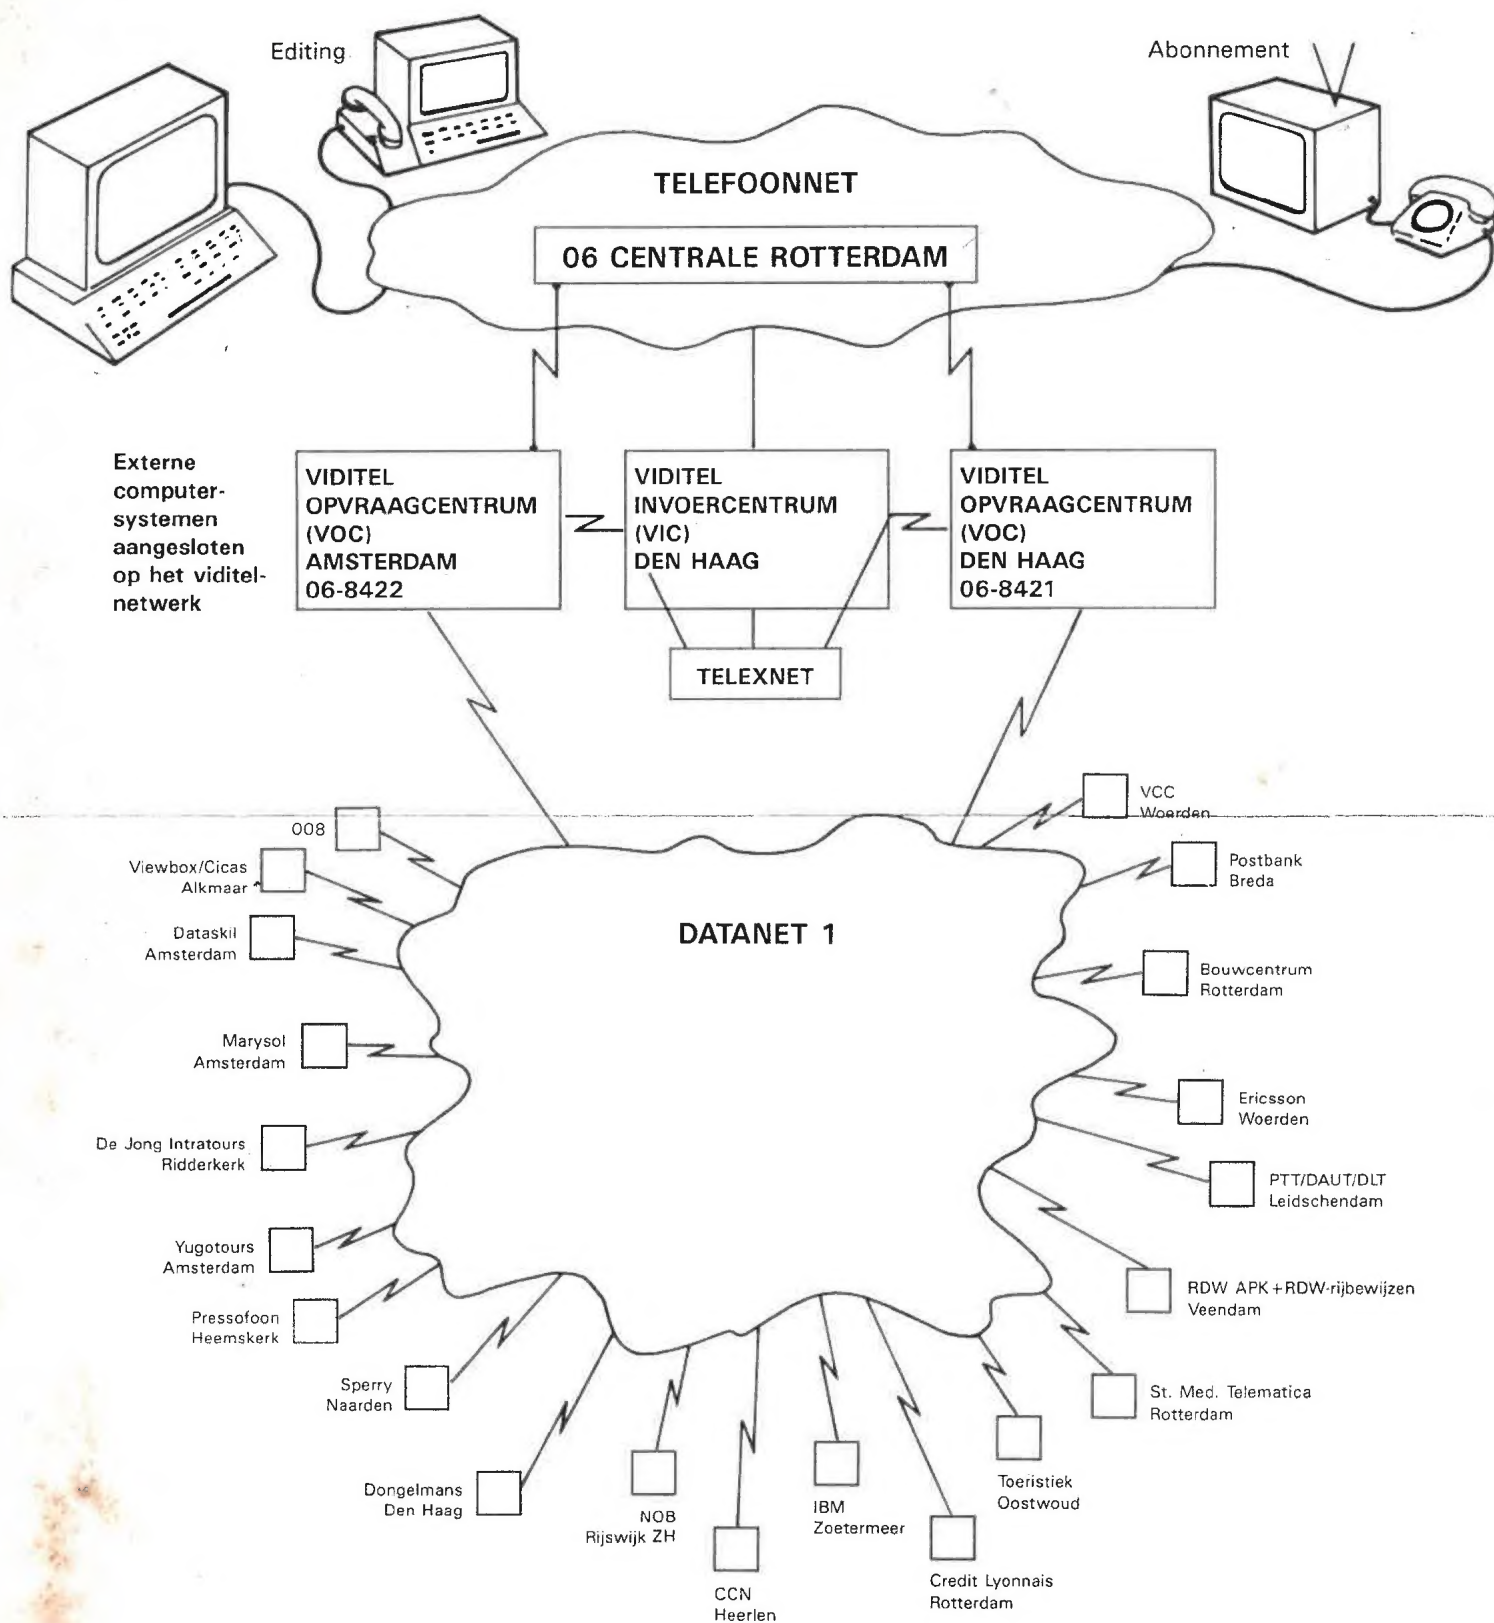 Editing
Abonnement
TELEFOONNET
06 CENTRALE ROTTERDAM
Externe
computer-
systemen
aangesloten
op het viditel-
netwerk
VIDITEL
OPVRAAGCENTRUM
(VOC)
AMSTERDAM
06-8422
VIDITEL
INVOERCENTRUM
(VIC)
DEN HAAG
VIDITEL
OPVRAAGCENTRUM
(VOC)
DEN HAAG
06-8421
TELEXNET
DATANET 1
008
Viewbox/Cicas
Alkmaar
Dataskil
Amsterdam
Marysol
Amsterdam
De Jong Intratours
Ridderkerk
Yugotours
Amsterdam
Pressofoon
Heemskerk
Sperry
Naarden
Dongelmans
Den Haag
NOB
Rijswijk ZH
CCN
Heerlen
IBM
Zoetermeer
Credit Lyonnais
Rotterdam
Toeristiek
Oostwoud
St. Med. Telematica
Rotterdam
RDW APK+RDW-rijbewijzen
Veendam
PTT/DAUT/DLT
Leidschendam
Ericsson
Woerden
Bouwcentrum
Rotterdam
Postbank
Breda
VCC
Woerden